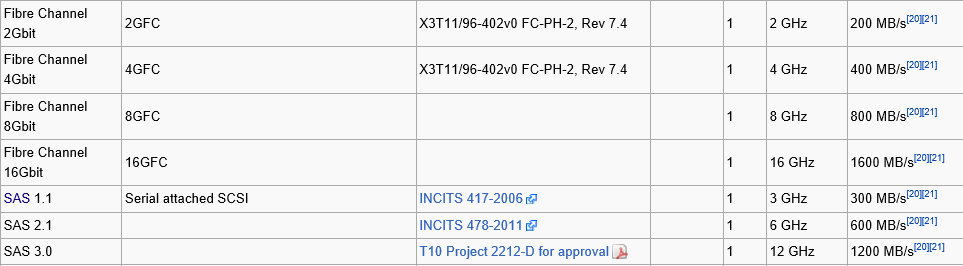 Fibre Channel 2Gbit 2GFC X3T11/96-402v0 FC-PH-2, Rev 7.4 1 2 GHz 200 MB/s[20][21]
Fibre Channel 4Gbit 4GFC X3T11/96-402v0 FC-PH-2, Rev 7.4 1 4 GHz 400 MB/s[20][21]
Fibre Channel 8Gbit 8GFC 1 8 GHz 800 MB/s[20][21]
Fibre Channel 16Gbit 16GFC 1 16 GHz 1600 MB/s[20][21]
SAS 1.1 Serial attached SCSI INCITS 417-2006 1 3 GHz 300 MB/s[20][21]
SAS 2.1 INCITS 478-2011 1 6 GHz 600 MB/s[20][21]
SAS 3.0 T10 Project 2212-D for approval 1 12 GHz 1200 MB/s[20][21]